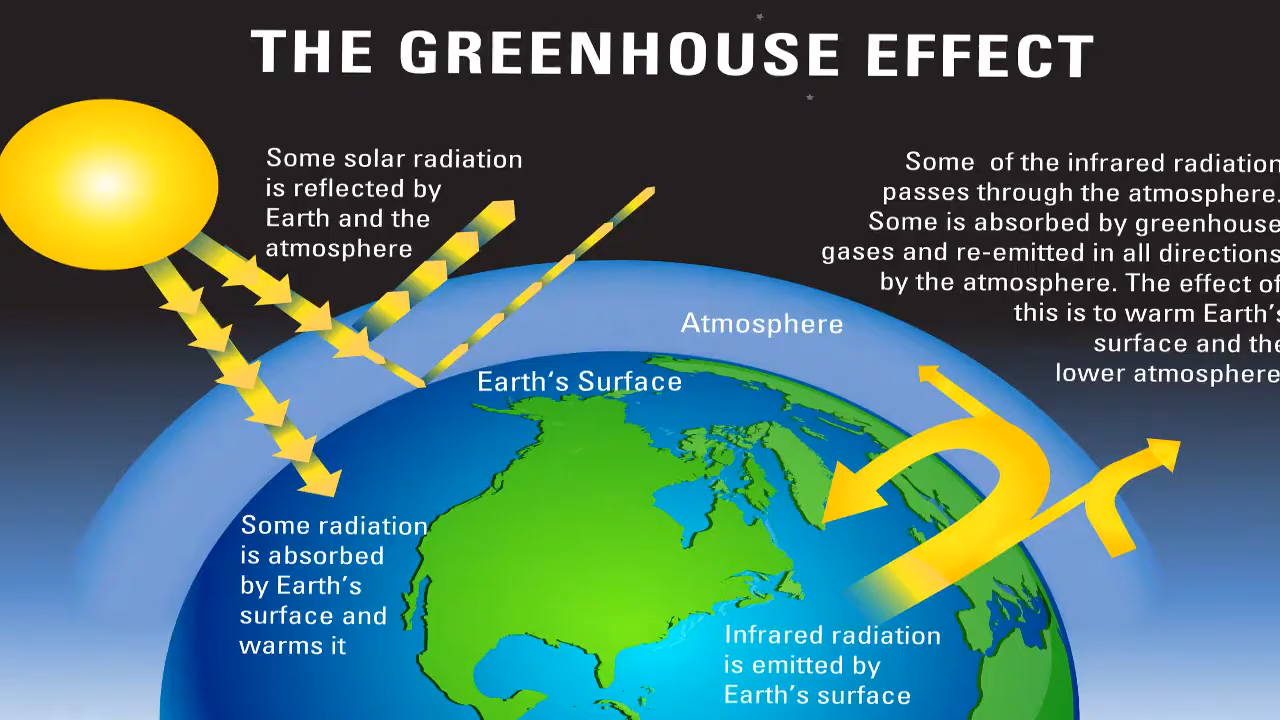 THE GREENHOUSE EFFECT
Some solar radiation
is reflected by
Earth and the
atmosphere
Some of the infrared radiation
passes through the atmosphere.
Some is absorbed by greenhouse
gases and re-emitted in all directions
by the atmosphere. The effect of
this is to warm Earth's
surface and the
lower atmosphere
Atmosphere
Earth's Surface
Some radiation
is absorbed
by Earth's
surface and
warms it
Infrared radiation
is emitted by
Earth's surface